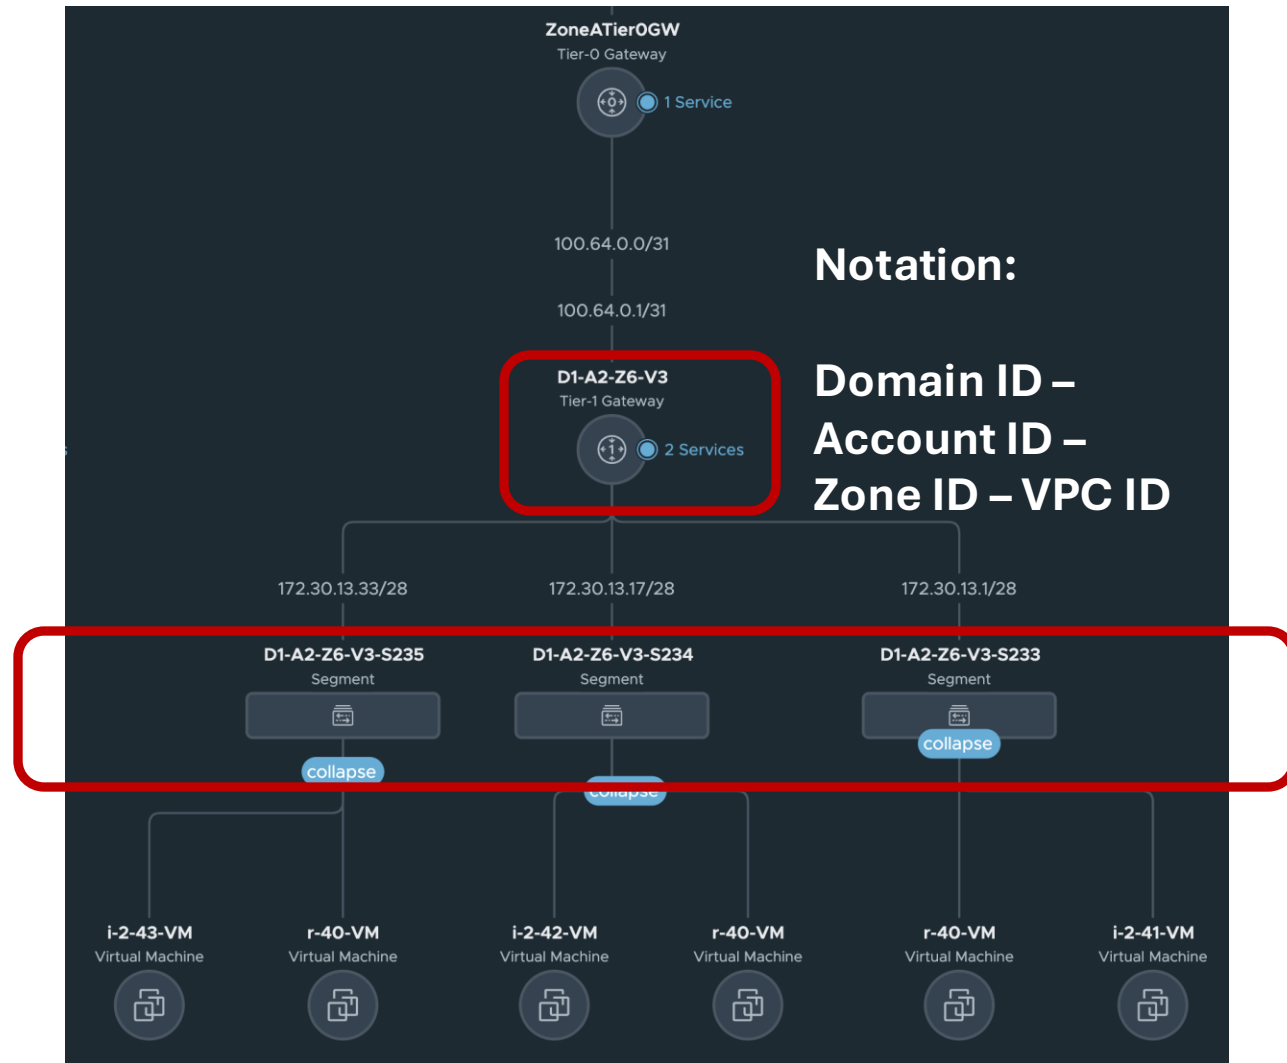 ZoneATier0GW
Tier-0 Gateway
1 Service
100.64.0.0/31
100.64.0.1/31
Notation:
Domain ID –
Account ID –
Zone ID – VPC ID
D1-A2-Z6-V3
Tier-1 Gateway
2 Services
s
172.30.13.33/28
172.30.13.17/28
172.30.13.1/28
D1-A2-Z6-V3-S235
Segment
collapse
D1-A2-Z6-V3-S234
Segment
collapse
D1-A2-Z6-V3-S233
Segment
collapse
i-2-43-VM
Virtual Machine
r-40-VM
Virtual Machine
i-2-42-VM
Virtual Machine
r-40-VM
Virtual Machine
r-40-VM
Virtual Machine
i-2-41-VM
Virtual Machine